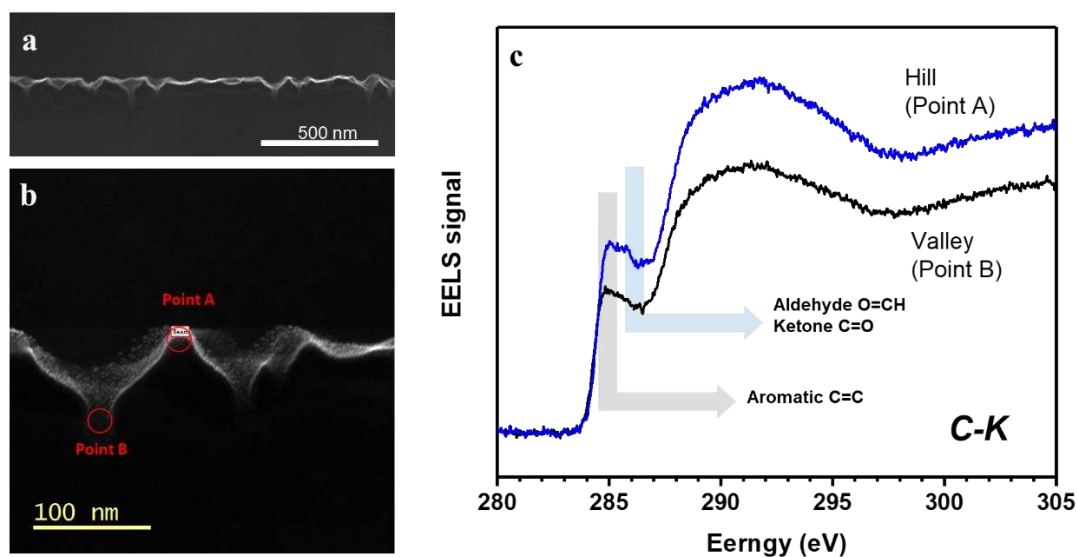 a
500 nm
b
Point A
Point B
100 nm
c
Hill
(Point A)
Valley
(Point B)
Aldehyde O=CH
Ketone C=O
Aromatic C=C
C-K
EELS signal
280 285 290 295 300 305
Eerngy (eV)